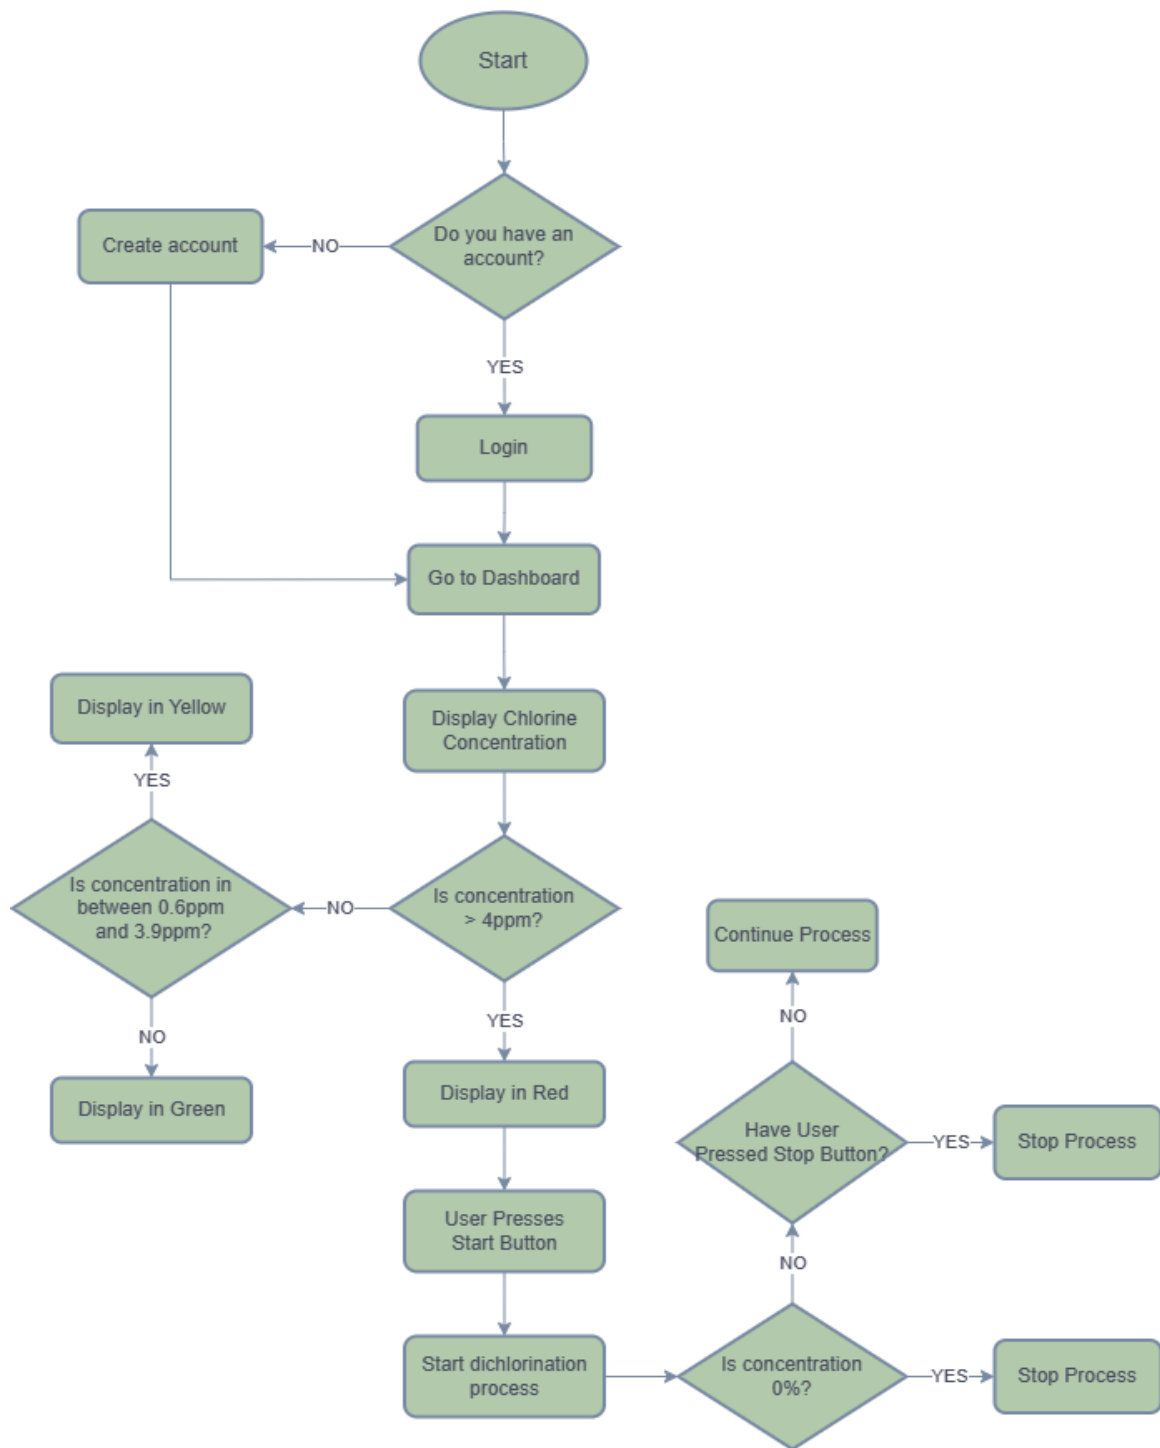 Start
Do you have an
account?
NO
Create account
YES
Login
Go to Dashboard
Display Chlorine
Concentration
Is concentration
> 4ppm?
NO
Is concentration in
between 0.6ppm
and 3.9ppm?
YES
Display in Yellow
NO
Display in Green
YES
Display in Red
User Presses
Start Button
Start dichlorination
process
Is concentration
0%?
YES
Stop Process
NO
Have User
Pressed Stop Button?
YES
Stop Process
NO
Continue Process